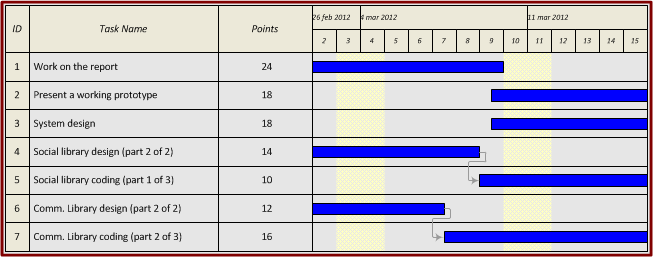 ID Task Name Points 26 feb 2012 4 mar 2012 11 mar 2012
2 3 4 5 6 7 8 9 10 11 12 13 14 15
1 Work on the report 24
2 Present a working prototype 18
3 System design 18
4 Social library design (part 2 of 2) 14
5 Social library coding (part 1 of 3) 10
6 Comm. Library design (part 2 of 2) 12
7 Comm. Library coding (part 2 of 3) 16